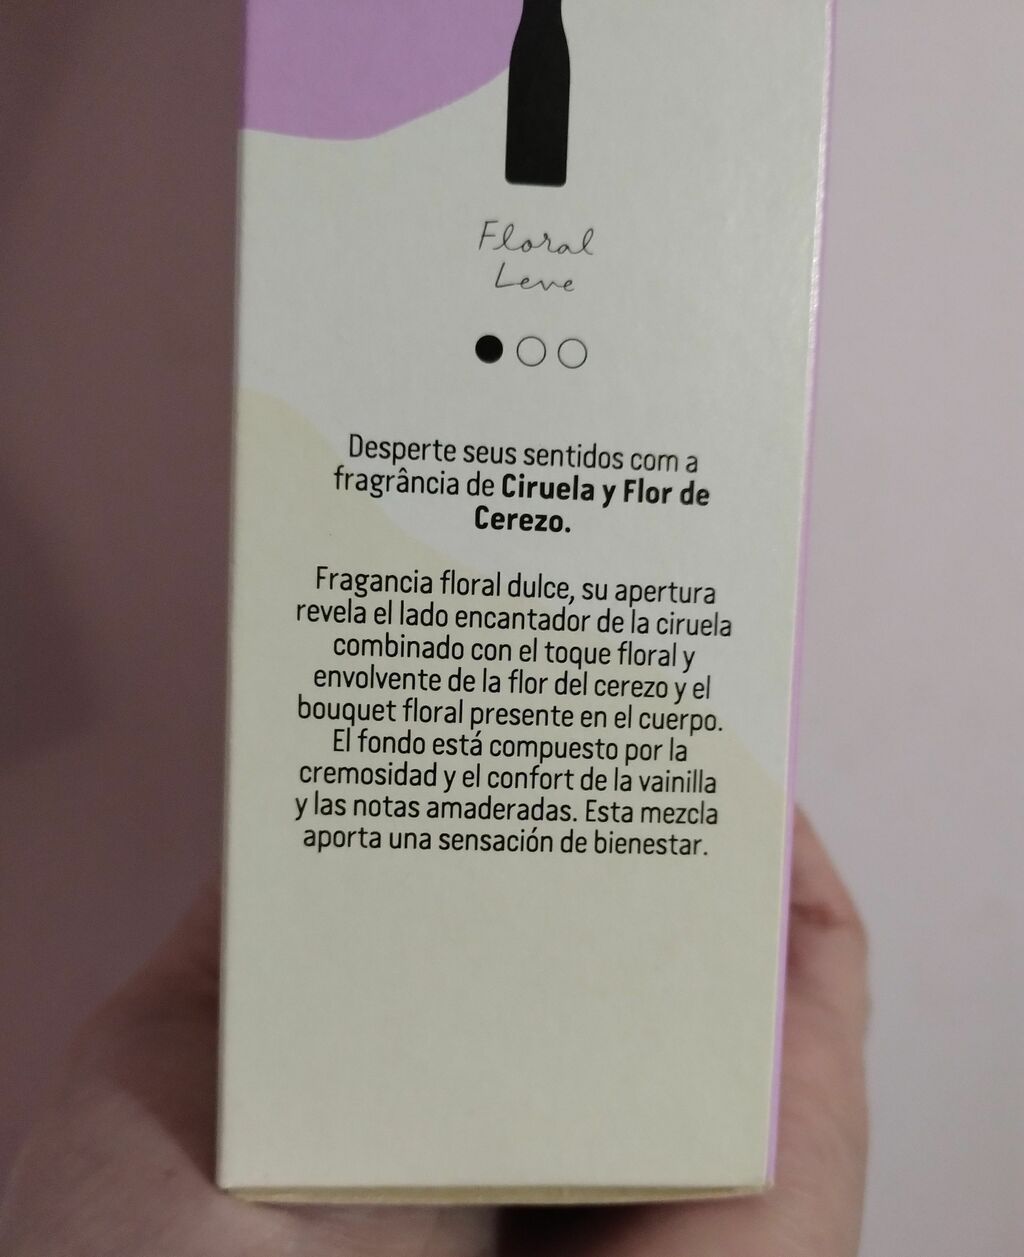 Floral
Leve
Desperte seus sentidos com a
fragrância de Ciruela y Flor de
Cerezo.
Fragancia floral dulce, su apertura
revela el lado encantador de la ciruela
combinado con el toque floral y
envolvente de la flor del cerezo y el
bouquet floral presente en el cuerpo.
El fondo está compuesto por la
cremosidad y el confort de la vainilla
y las notas amaderadas. Esta mezcla
aporta una sensación de bienestar.